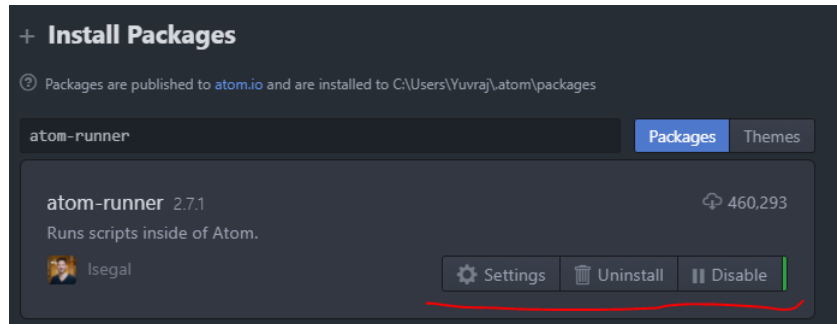 + Install Packages
Packages are published to atom.io and are installed to C:\Users\Yuvraj\.atom\packages
atom-runner
Packages Themes
atom-runner 2.7.1 460,293
Runs scripts inside of Atom.
lsegal
Settings Uninstall Disable